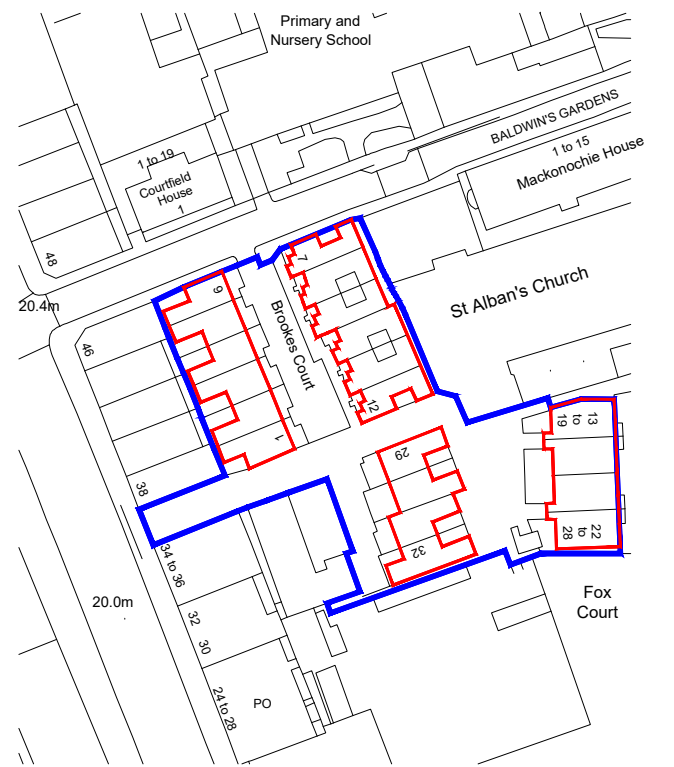 Primary and
Nursery School
BALDWIN'S GARDENS
1 to 15
Mackonochie House
1 to 19
Courtfield
House
1
48
20.4m
46
6
7
Brookes Court
St Alban's Church
12
1
38
29
32
13
to
19
22
to
28
34 to 36
20.0m
32
30
24 to 28
PO
Fox
Court